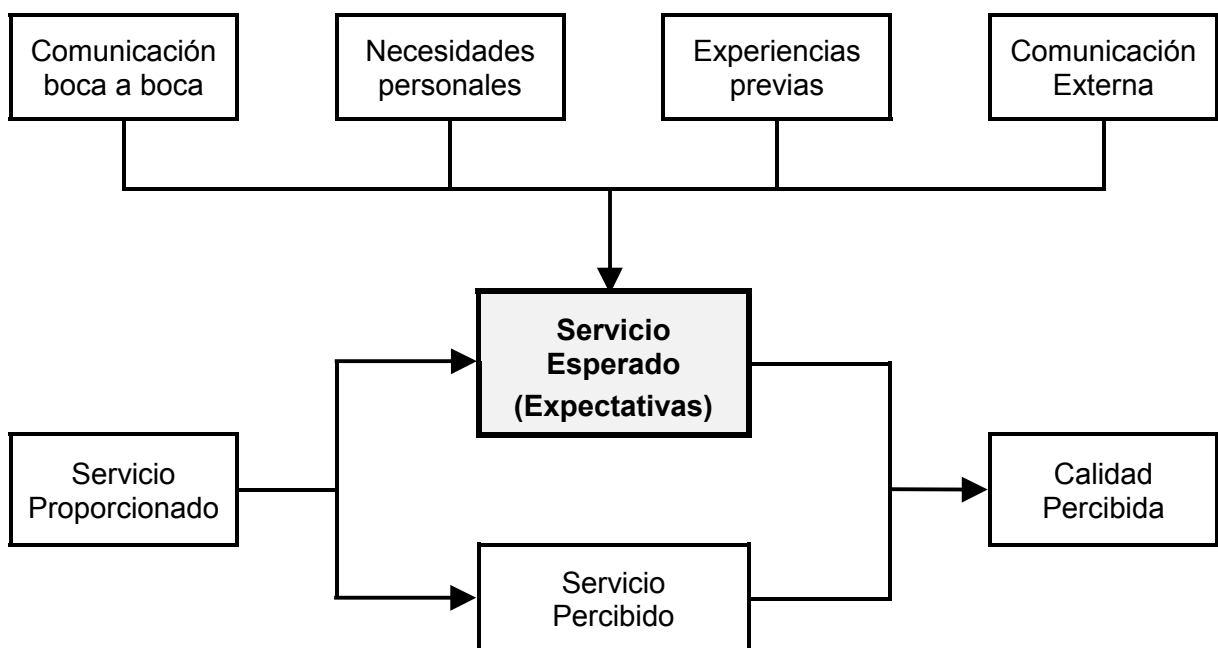 Comunicación
boca a boca
Necesidades
personales
Experiencias
previas
Comunicación
Externa
Servicio
Esperado
(Expectativas)
Servicio
Proporcionado
Calidad
Percibida
Servicio
Percibido